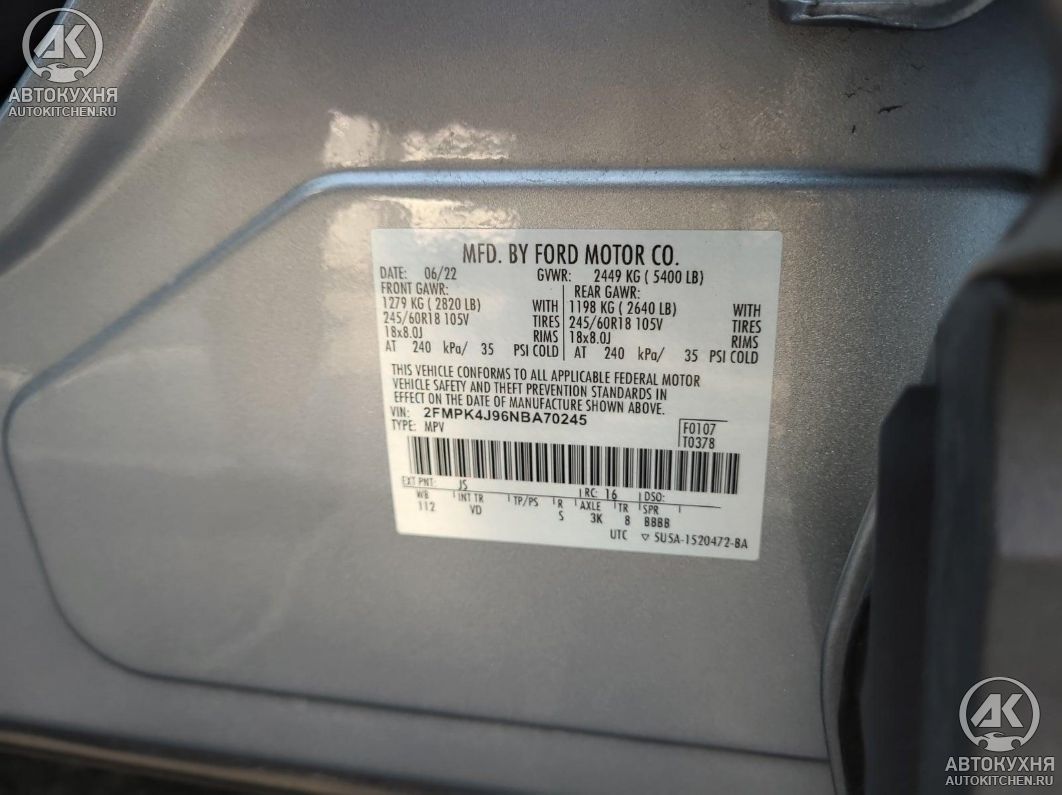 AK
АВТОКУХНЯ
AUTOKITCHEN.RU
MFD. BY FORD MOTOR CO.
DATE: 06/22 GVWR: 2449 KG ( 5400 LB)
FRONT GAWR: REAR GAWR:
1279 KG ( 2820 LB) WITH 1198 KG ( 2640 LB) WITH
245/60R18 105V TIRES 245/60R18 105V TIRES
18x8.0J RIMS 18x8.0J RIMS
AT 240 kPa/ 35 PSI COLD AT 240 kPa/ 35 PSI COLD
THIS VEHICLE CONFORMS TO ALL APPLICABLE FEDERAL MOTOR
VEHICLE SAFETY AND THEFT PREVENTION STANDARDS IN
EFFECT ON THE DATE OF MANUFACTURE SHOWN ABOVE.
VIN: 2FMPK4J96NBA70245 F0107
TYPE: MPV T0378
EXT PNT: JS RC: 16 DSO:
WB INT TR TP/PS R AXLE TR SPR
112 VD S 3K 8 BBBB
UTC ▽ 5U5A-1520472-BA
AK
АВТОКУХНЯ
AUTOKITCHEN.RU